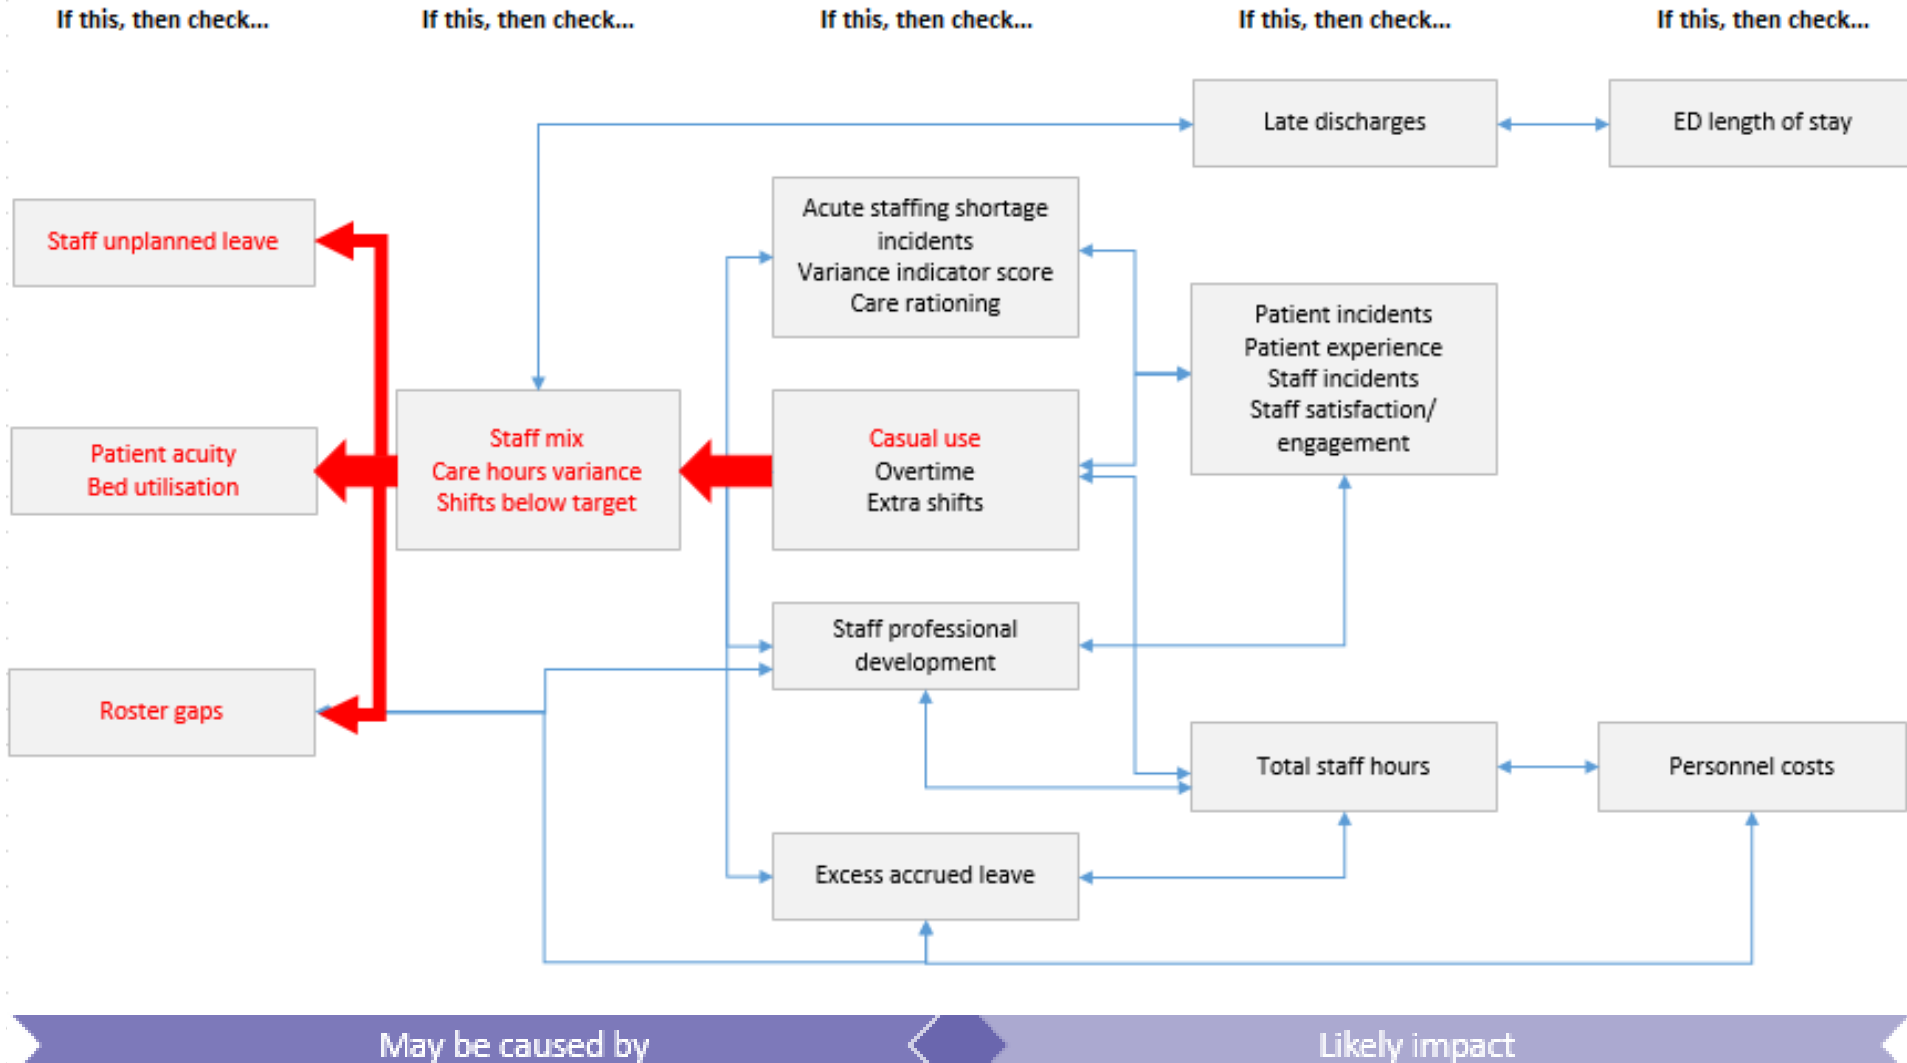 If this, then check...
If this, then check...
If this, then check...
If this, then check...
If this, then check...
Late discharges
ED length of stay
Staff unplanned leave
Acute staffing shortage
incidents
Variance indicator score
Care rationing
Patient incidents
Patient experience
Staff incidents
Staff satisfaction/
engagement
Patient acuity
Bed utilisation
Staff mix
Care hours variance
Shifts below target
Casual use
Overtime
Extra shifts
Staff professional
development
Roster gaps
Total staff hours
Personnel costs
Excess accrued leave
May be caused by
Likely impact